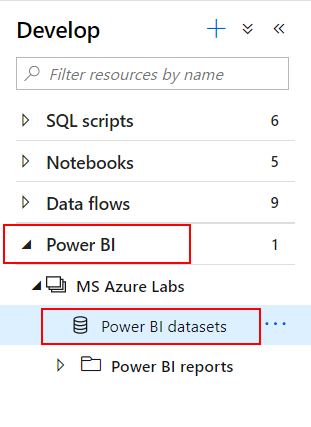 Develop
Filter resources by name
SQL scripts 6
Notebooks 5
Data flows 9
Power BI 1
MS Azure Labs
Power BI datasets ...
Power BI reports